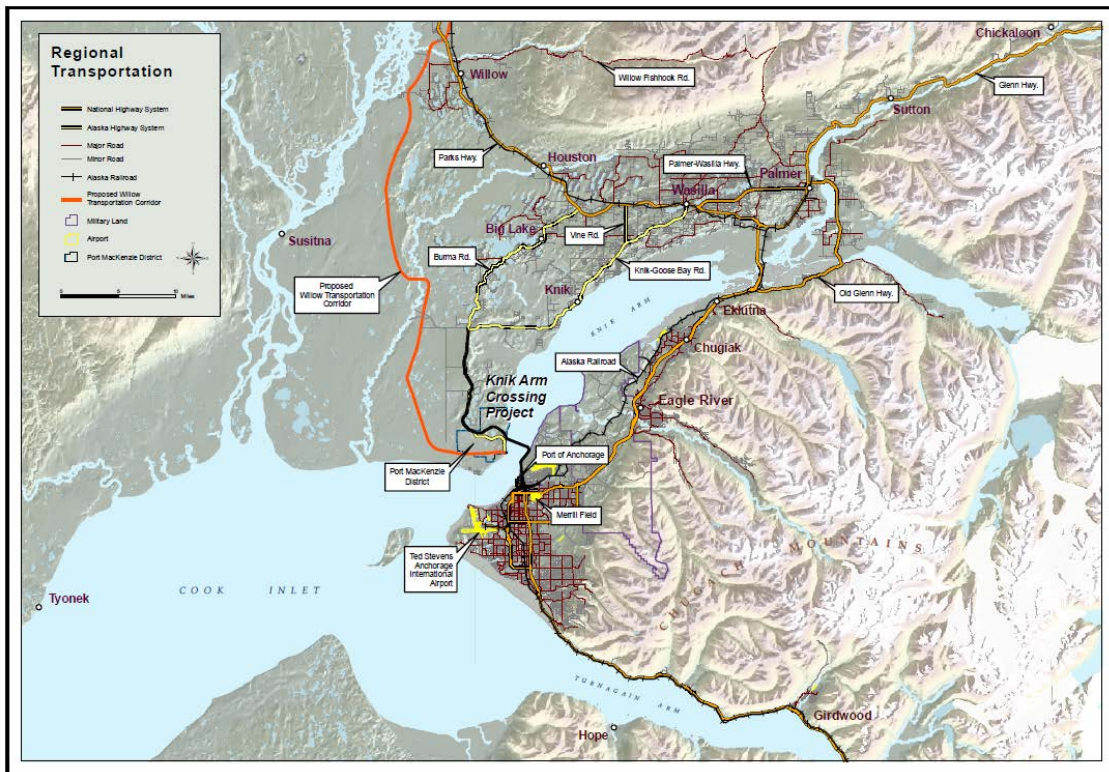 Regional
Transportation
National Highway System
Alaska Highway System
Major Road
Minor Road
Alaska Railroad
Proposed Willow
Transportation Corridor
Military Land
Airport
Port MacKenzie District
Miles
Chickaloon
Willow
Willow Fishhook Rd.
Glenn Hwy.
Sutton
Parks Hwy.
Houston
Palmer-Wasilla Hwy.
Palmer
Wasilla
Big Lake
Vine Rd.
Susitna
Burma Rd.
Knik-Goose Bay Rd.
Proposed
Willow Transportation
Corridor
Knik
Old Glenn Hwy.
Eklutna
KNIK ARM
Chugiak
Alaska Railroad
Knik Arm
Crossing
Project
Eagle River
Port of Anchorage
Port MacKenzie
District
Merrill Field
Ted Stevens
Anchorage
International
Airport
CHUGACH MOUNTAINS
COOK INLET
Tyonek
TURNAGAIN ARM
Girdwood
Hope